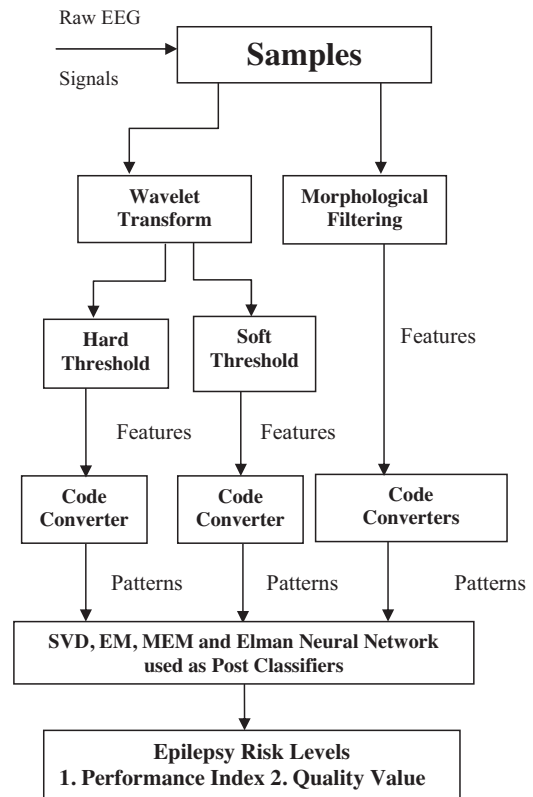 Raw EEG
Signals
Samples
Wavelet
Transform
Morphological
Filtering
Hard
Threshold
Soft
Threshold
Features
Features
Features
Code
Converter
Code
Converter
Code
Converters
Patterns
Patterns
Patterns
SVD, EM, MEM and Elman Neural Network
used as Post Classifiers
Epilepsy Risk Levels
1. Performance Index 2. Quality Value